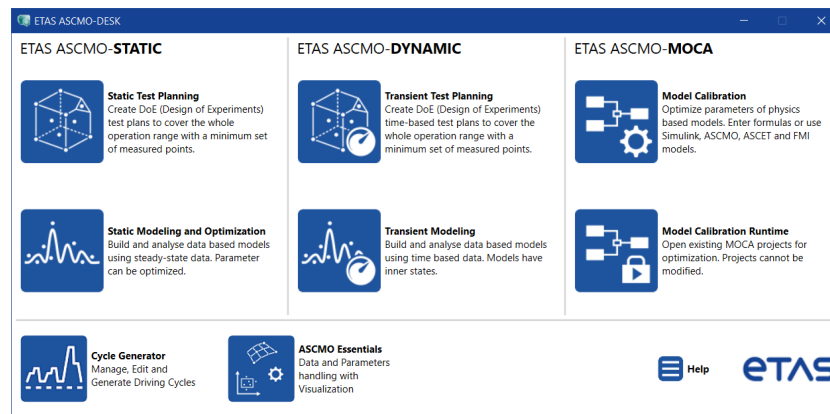 ETAS ASCMO-DESK
ETAS ASCMO-STATIC
ETAS ASCMO-DYNAMIC
ETAS ASCMO-MOCA
Static Test Planning
Create DoE (Design of Experiments)
test plans to cover the whole
operation range with a minimum set
of measured points.
Transient Test Planning
Create DoE (Design of Experiments)
time-based test plans to cover the
whole operation range with a
minimum set of measured points.
Model Calibration
Optimize parameters of physics
based models. Enter formulas or use
Simulink, ASCMO, ASCET and FMI
models.
Static Modeling and Optimization
Build and analyse data based models
using steady-state data. Parameter
can be optimized.
Transient Modeling
Build and analyse data based models
using time based data. Models have
inner states.
Model Calibration Runtime
Open existing MOCA projects for
optimization. Projects cannot be
modified.
Cycle Generator
Manage, Edit and
Generate Driving Cycles
ASCMO Essentials
Data and Parameters
handling with
Visualization
Help
etas